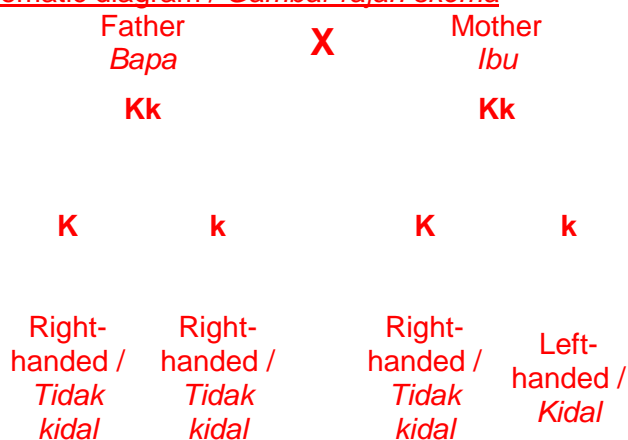 Father X Mother
Bapa Ibu
Kk Kk
K k K k
Right- Right- Right- Left-
handed / handed / handed / handed /
Tidak Tidak Tidak Kidal
kidal kidal kidal